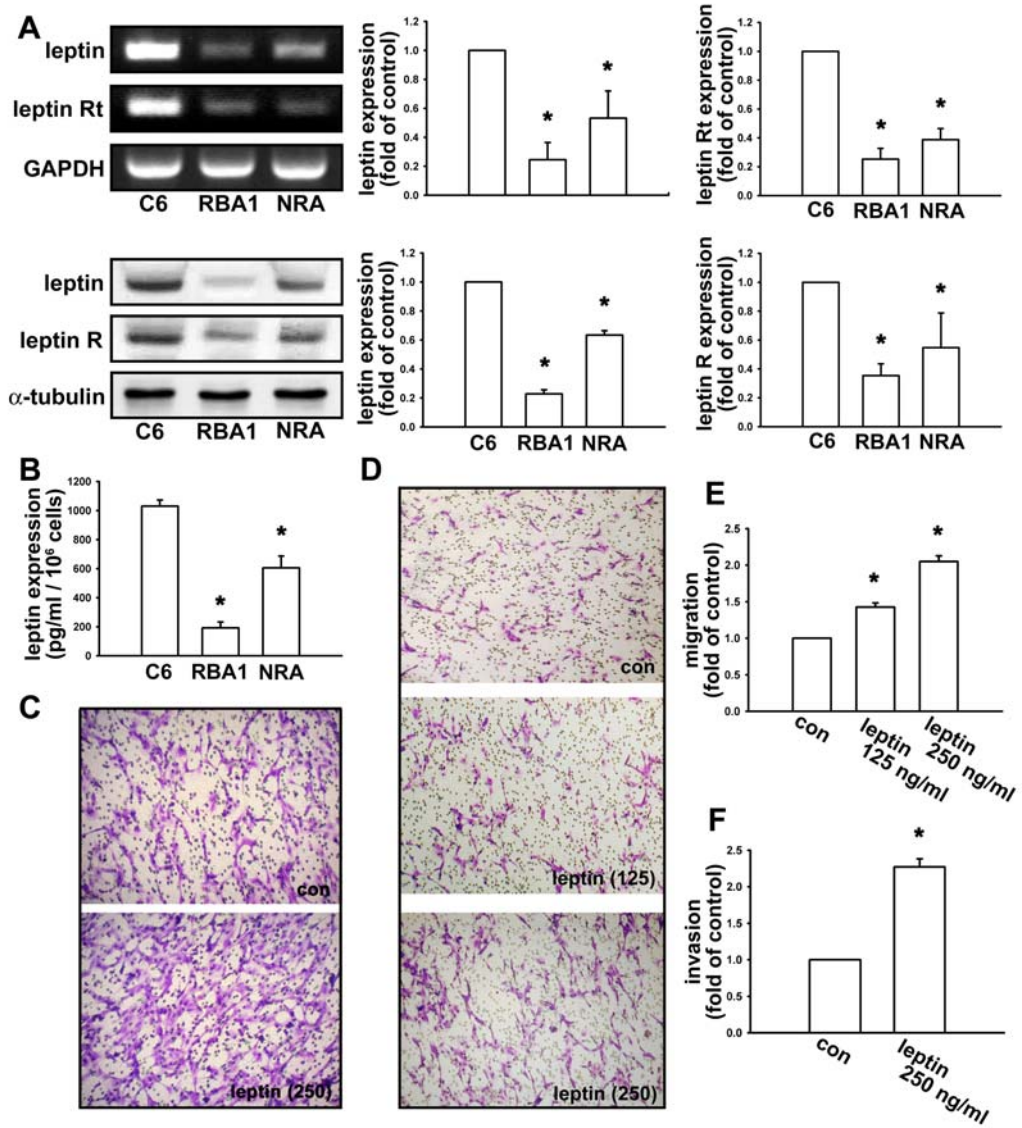 A
leptin
leptin Rt
GAPDH
C6 RBA1 NRA
leptin expression
(fold of control)
1.2
1.0
0.8
0.6
0.4
0.2
*
*
C6 RBA1 NRA
leptin Rt expression
(fold of control)
1.2
1.0
0.8
0.6
0.4
0.2
0.0
*
*
C6 RBA1 NRA
leptin
leptin R
α-tubulin
C6 RBA1 NRA
leptin expression
(fold of control)
1.2
1.0
0.8
0.6
0.4
0.2
0.0
*
*
C6 RBA1 NRA
leptin R expression
(fold of control)
1.2
1.0
0.8
0.6
0.4
0.2
0.0
*
*
C6 RBA1 NRA
B
leptin expression
(pg/ml / 10⁶ cells)
1200
1000
800
600
400
200
0
*
*
C6 RBA1 NRA
C
con
leptin (250)
D
con
leptin (125)
leptin (250)
E
migration
(fold of control)
2.5
2.0
1.5
1.0
0.5
0.0
*
*
con
leptin
125 ng/ml
leptin
250 ng/ml
F
invasion
(fold of control)
2.5
2.0
1.0
0.5
0.0
*
con
leptin
250 ng/ml